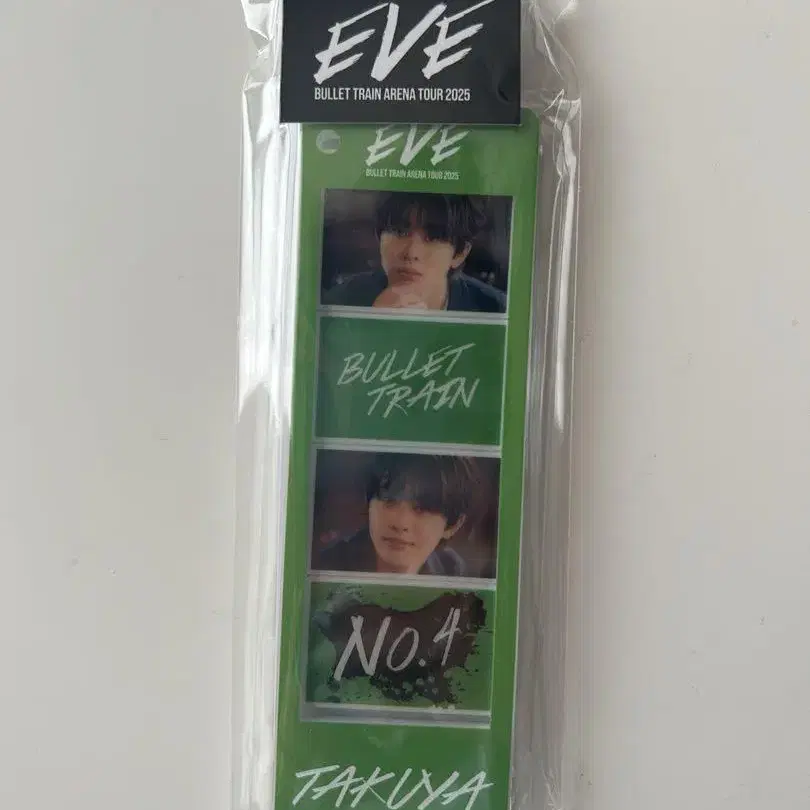 EVE
BULLET TRAIN ARENA TOUR 2025
EVE
BULLET TRAIN ARENA TOUR 2025
BULLET
TRAIN
No.4
TAKUYA